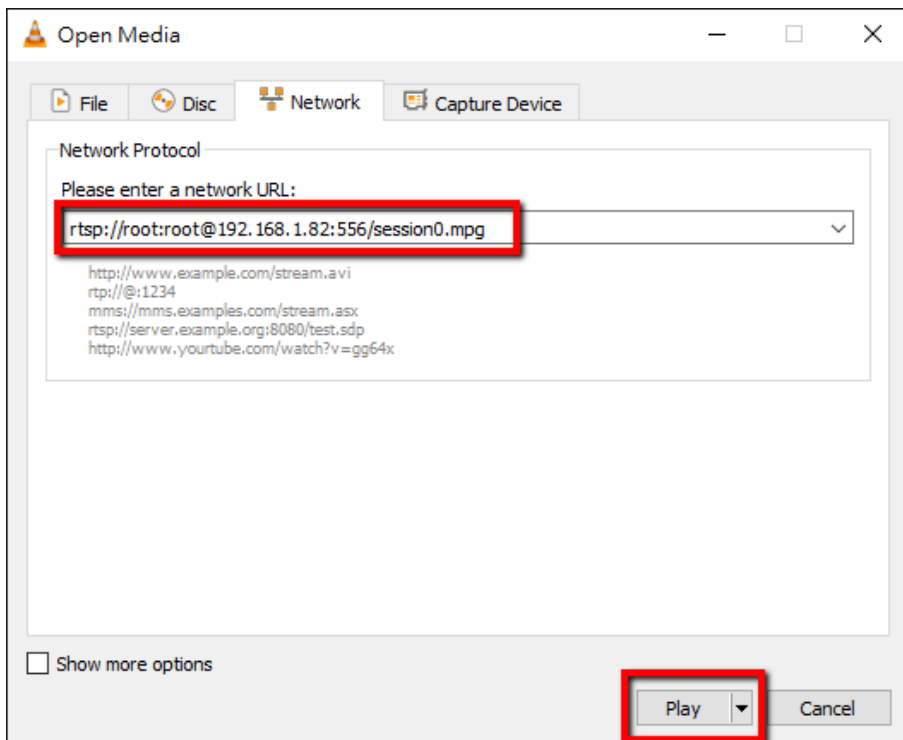 Open Media
File Disc Network Capture Device
Network Protocol
Please enter a network URL:
rtsp://root:root@192.168.1.82:556/session0.mpg
http://www.example.com/stream.avi
rtp://@:1234
mms://mms.examples.com/stream.asx
rtsp://server.example.org:8080/test.sdp
http://www.yourtube.com/watch?v=gg64x
Show more options
Play Cancel